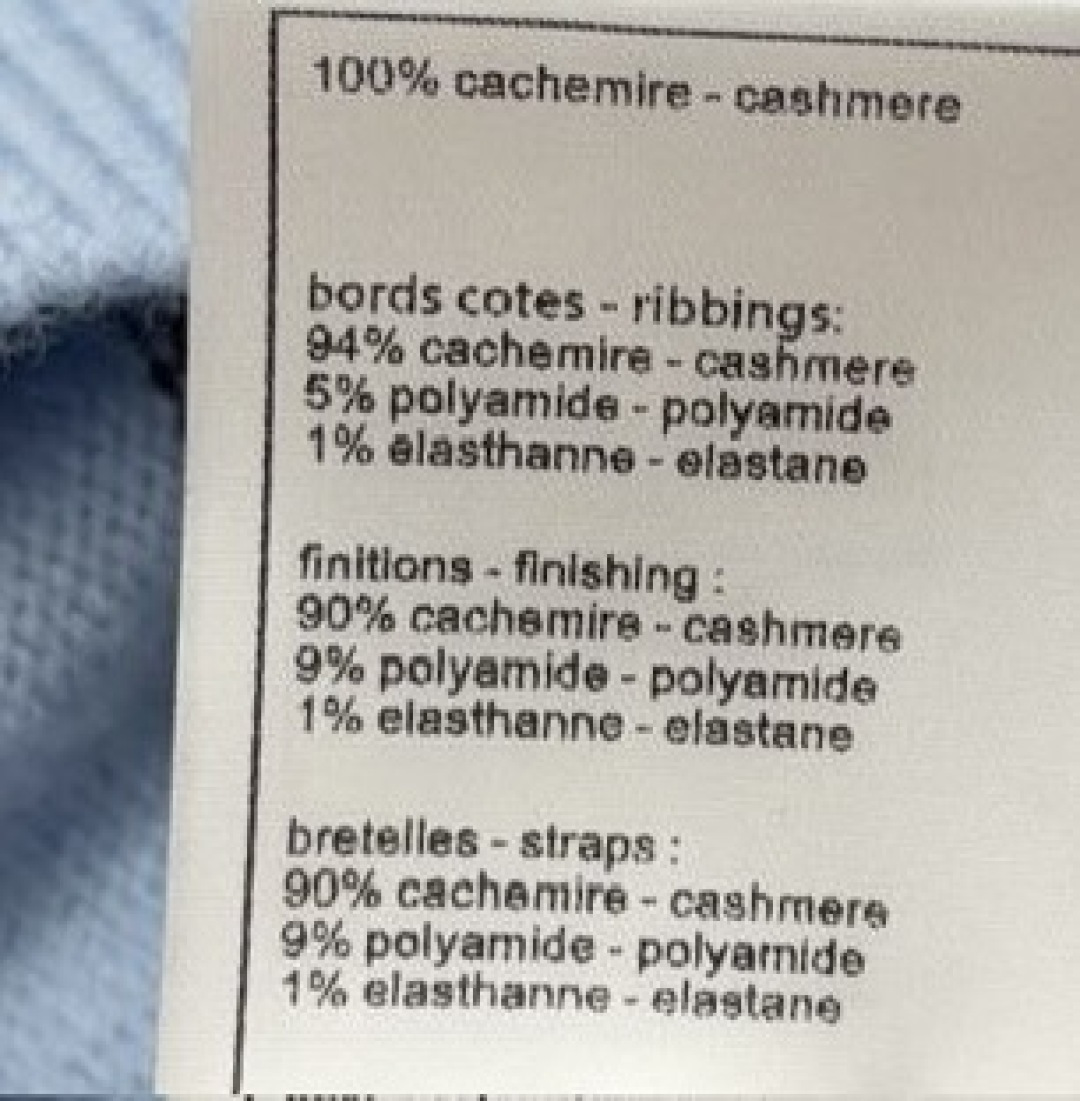 100% cachemire - cashmere
bords cotes - ribbings:
94% cachemire - cashmere
5% polyamide - polyamide
1% elasthanne - elastane
finitions - finishing :
90% cachemire - cashmere
9% polyamide - polyamide
1% elasthanne - elastane
bretelles - straps :
90% cachemire - cashmere
9% polyamide - polyamide
1% elasthanne - elastane